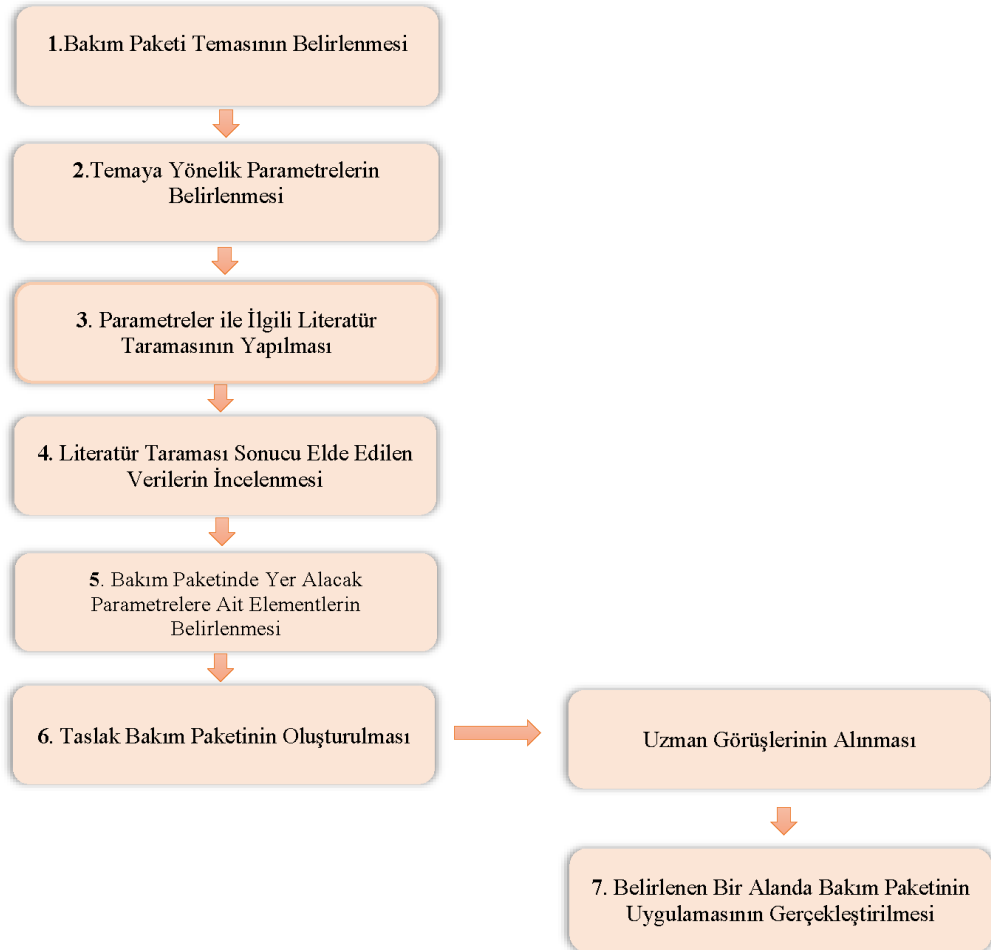 1.Bakım Paketi Temasının Belirlenmesi
2.Temaya Yönelik Parametrelerin
Belirlenmesi
3. Parametreler ile İlgili Literatür
Taramasının Yapılması
4. Literatür Taraması Sonucu Elde Edilen
Verilerin İncelenmesi
5. Bakım Paketinde Yer Alacak
Parametrelere Ait Elementlerin
Belirlenmesi
6. Taslak Bakım Paketinin Oluşturulması
Uzman Görüşlerinin Alınması
7. Belirlenen Bir Alanda Bakım Paketinin
Uygulamasının Gerçekleştirilmesi